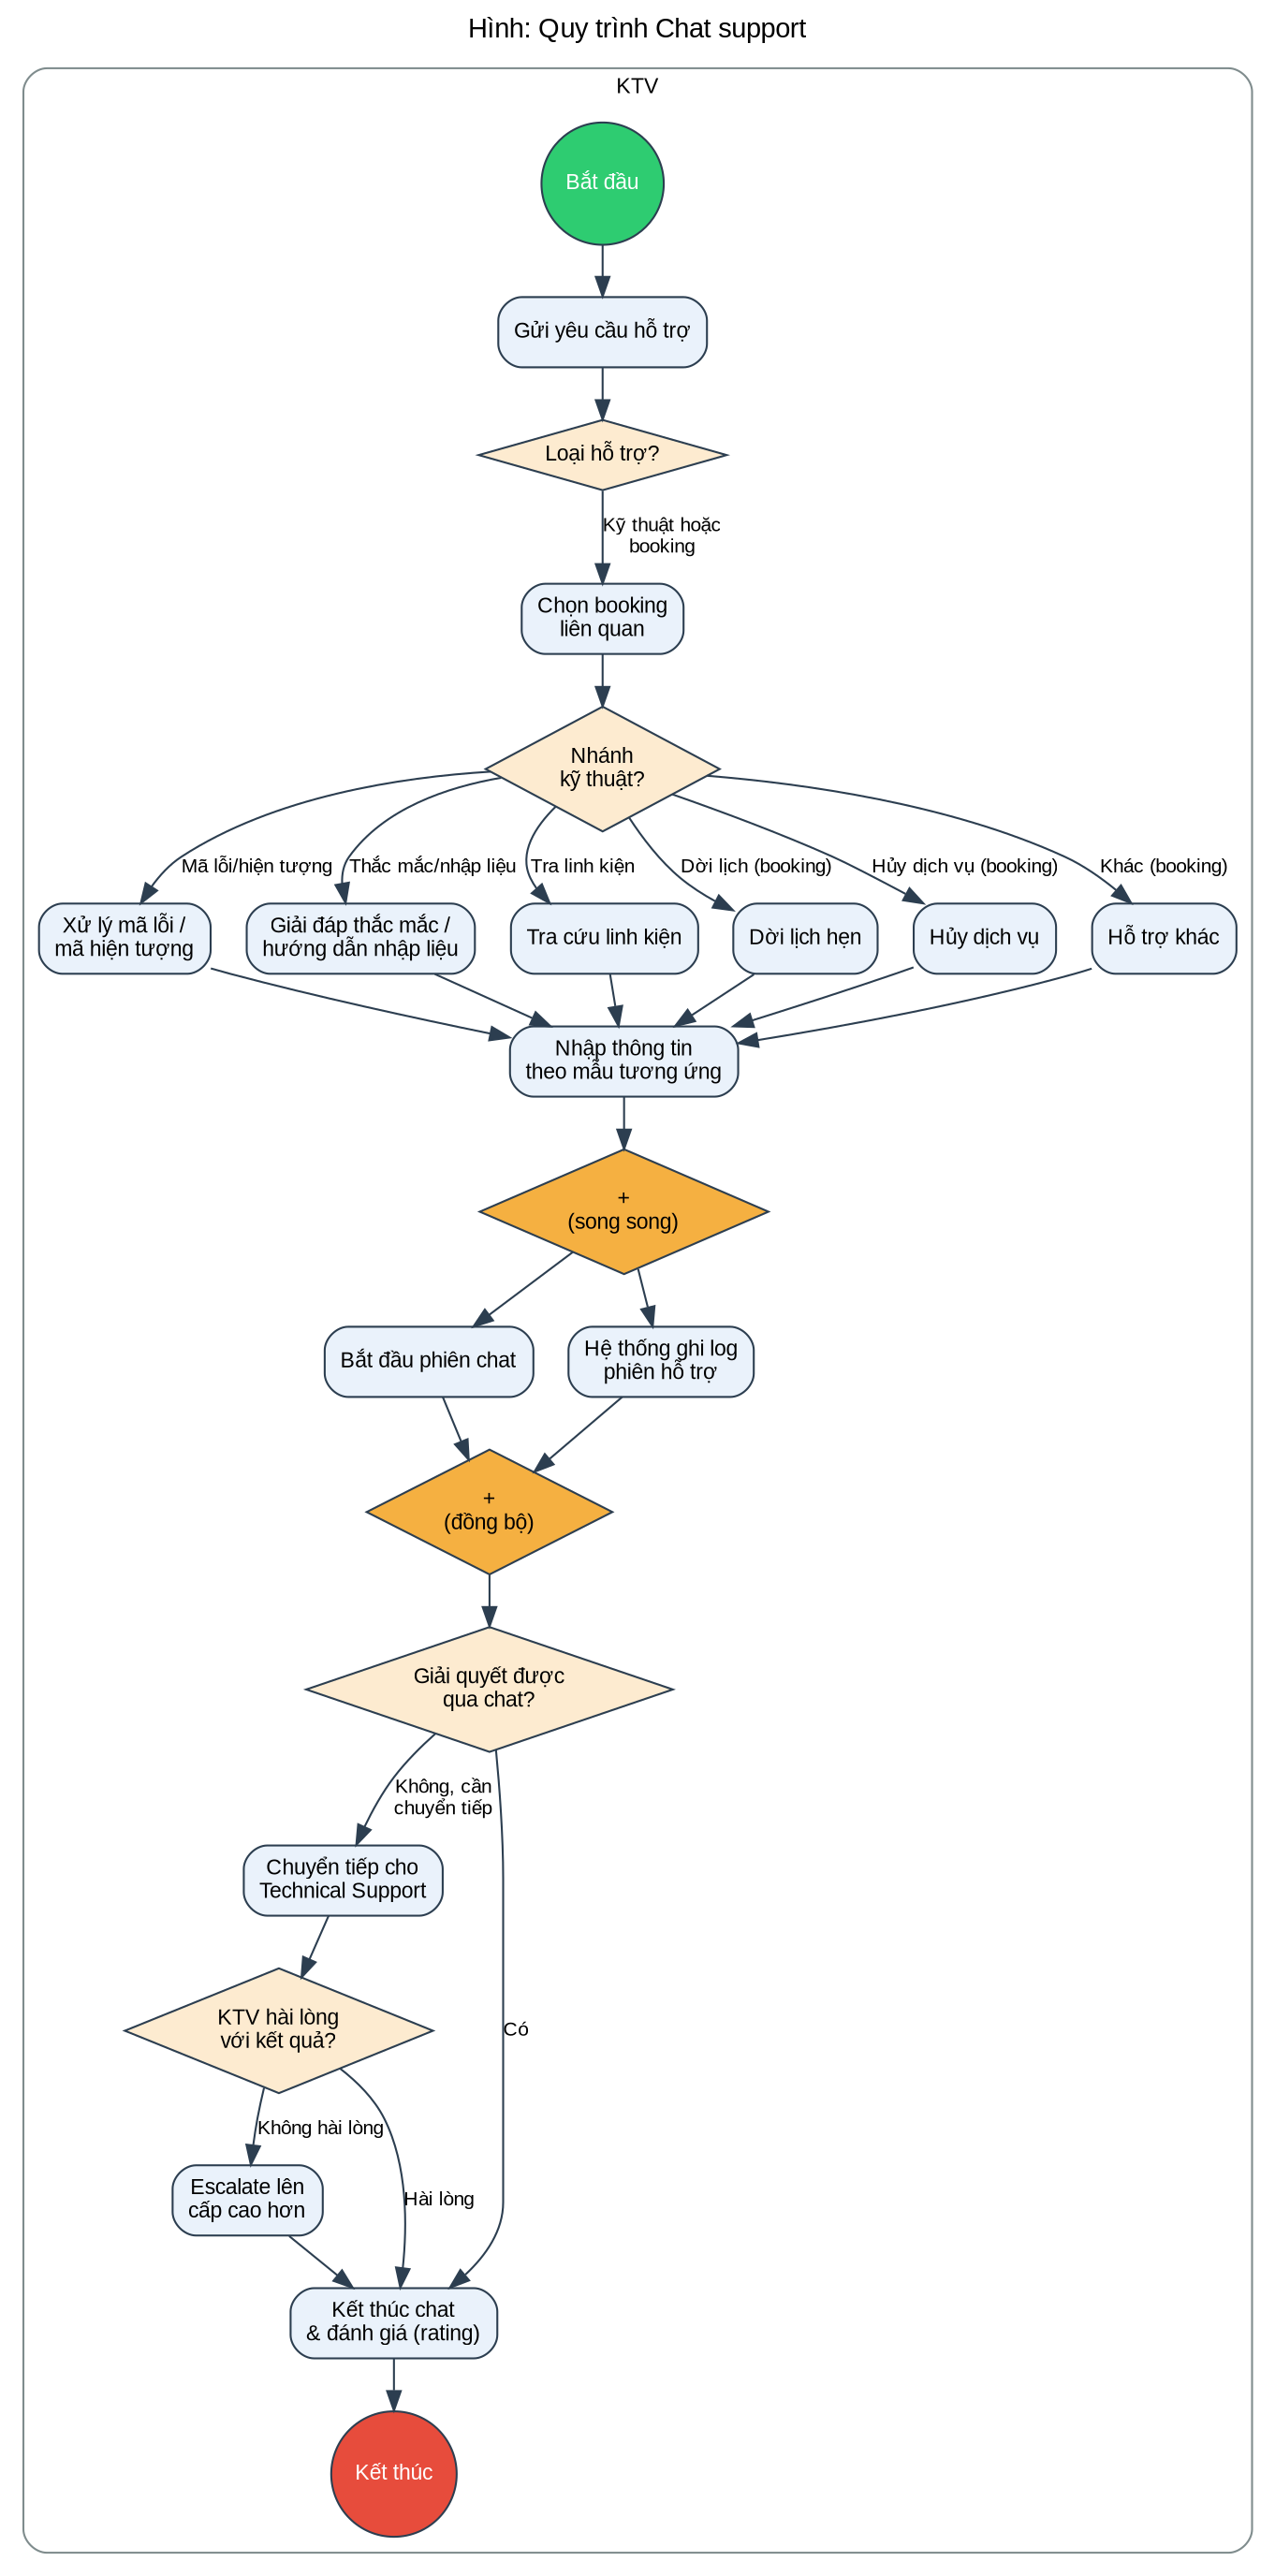 Hình: Quy trình Chat support
KTV
Bắt đầu
Gửi yêu cầu hỗ trợ
Loại hỗ trợ?
Kỹ thuật hoặc
booking
Chọn booking
liên quan
Nhánh
kỹ thuật?
Mã lỗi/hiện tượng
Thắc mắc/nhập liệu
Tra linh kiện
Dời lịch (booking)
Hủy dịch vụ (booking)
Khác (booking)
Xử lý mã lỗi /
mã hiện tượng
Giải đáp thắc mắc /
hướng dẫn nhập liệu
Tra cứu linh kiện
Dời lịch hẹn
Hủy dịch vụ
Hỗ trợ khác
Nhập thông tin
theo mẫu tương ứng
+
(song song)
Bắt đầu phiên chat
Hệ thống ghi log
phiên hỗ trợ
+
(đồng bộ)
Giải quyết được
qua chat?
Không, cần
chuyển tiếp
Chuyển tiếp cho
Technical Support
KTV hài lòng
với kết quả?
Có
Không hài lòng
Escalate lên
cấp cao hơn
Hài lòng
Kết thúc chat
& đánh giá (rating)
Kết thúc